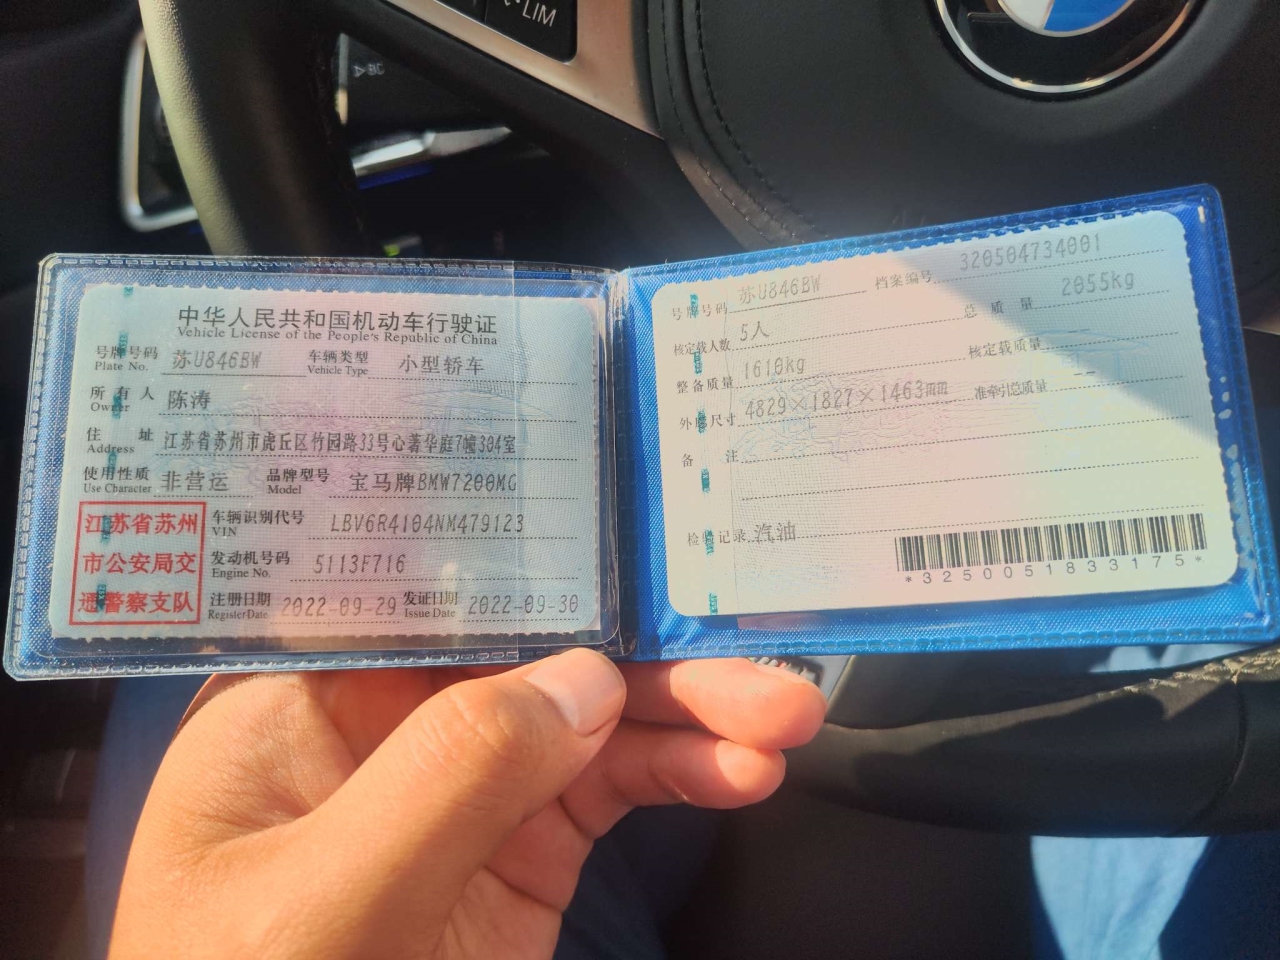 LIM
中华人民共和国机动车行驶证
Vehicle License of the People's Republic of China
号牌号码 苏U846BW 车辆类型 小型轿车
Plate No. Vehicle Type
所有人 陈涛
Owner
住址 江苏省苏州市虎丘区竹园路33号心著华庭7幢304室
Address
使用性质 非营运 品牌型号 宝马牌BMW7200MG
Use Character Model
江苏省苏州
市公安局交
通警察支队
车辆识别代号 LBV6R4104NM479123
VIN
发动机号码 5113F716
Engine No.
注册日期 2022-09-29 发证日期 2022-09-30
Register Date Issue Date
号牌号码 苏U846BW 档案编号 320504734001
核定载人数 5人 总质量 2055kg
整备质量 1610kg 核定载质量 --
外廓尺寸 4829×1827×1463mm 准牵引总质量 --
备注
检验记录 汽油
*3250051833175*